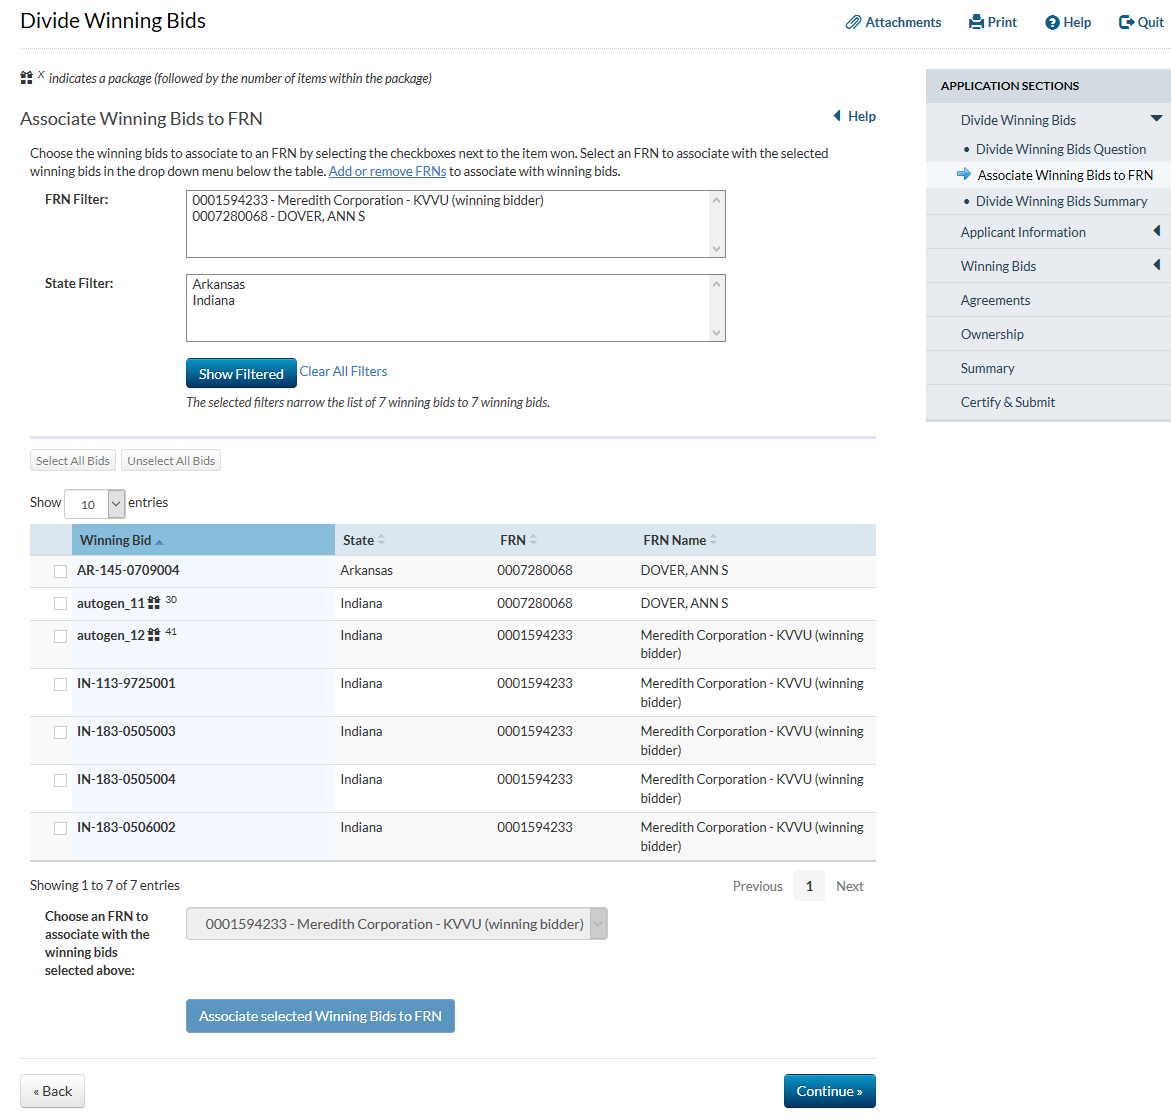 Divide Winning Bids
Attachments Print Help Quit
X indicates a package (followed by the number of items within the package)
Associate Winning Bids to FRN
Help
Choose the winning bids to associate to an FRN by selecting the checkboxes next to the item won. Select an FRN to associate with the selected
winning bids in the drop down menu below the table. Add or remove FRNs to associate with winning bids.
FRN Filter:
0001594233 - Meredith Corporation - KVVU (winning bidder)
0007280068 - DOVER, ANN S
State Filter:
Arkansas
Indiana
Show Filtered Clear All Filters
The selected filters narrow the list of 7 winning bids to 7 winning bids.
Select All Bids Unselect All Bids
Show 10 entries
Winning Bid State FRN FRN Name
AR-145-0709004 Arkansas 0007280068 DOVER, ANN S
autogen_11 30 Indiana 0007280068 DOVER, ANN S
autogen_12 41 Indiana 0001594233 Meredith Corporation - KVVU (winning
bidder)
IN-113-9725001 Indiana 0001594233 Meredith Corporation - KVVU (winning
bidder)
IN-183-0505003 Indiana 0001594233 Meredith Corporation - KVVU (winning
bidder)
IN-183-0505004 Indiana 0001594233 Meredith Corporation - KVVU (winning
bidder)
IN-183-0506002 Indiana 0001594233 Meredith Corporation - KVVU (winning
bidder)
Showing 1 to 7 of 7 entries
Previous 1 Next
Choose an FRN to
associate with the
winning bids
selected above:
0001594233 - Meredith Corporation - KVVU (winning bidder)
Associate selected Winning Bids to FRN
« Back
Continue »
APPLICATION SECTIONS
Divide Winning Bids
• Divide Winning Bids Question
Associate Winning Bids to FRN
• Divide Winning Bids Summary
Applicant Information
Winning Bids
Agreements
Ownership
Summary
Certify & Submit